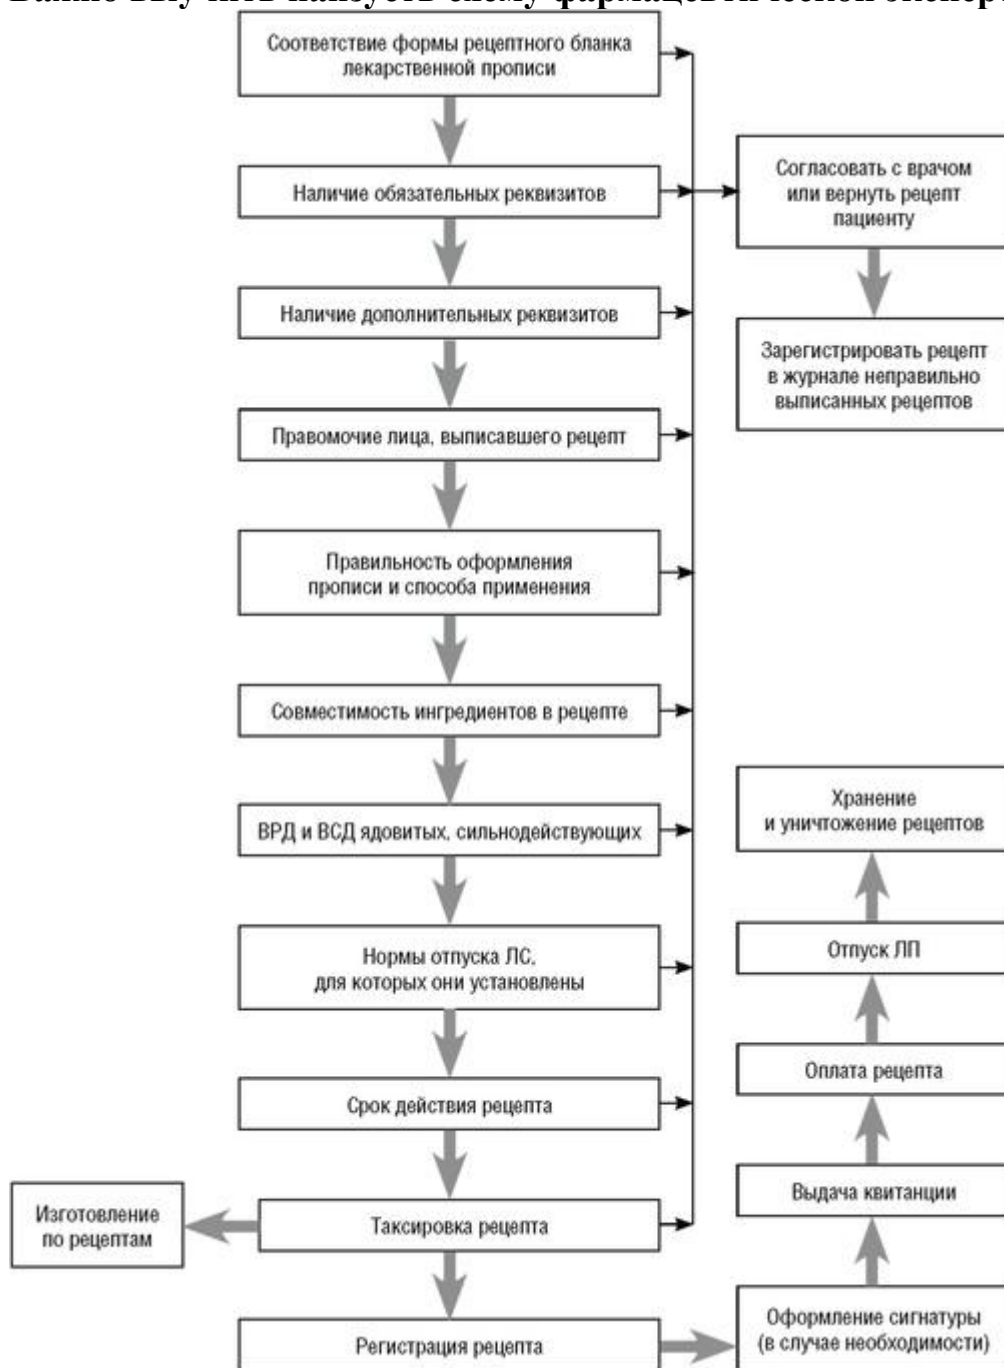 Соответствие формы рецептного бланка
лекарственной прописи
Наличие обязательных реквизитов
Согласовать с врачом
или вернуть рецепт
пациенту
Наличие дополнительных реквизитов
Зарегистрировать рецепт
в журнале неправильно
выписанных рецептов
Правомочие лица, выписавшего рецепт
Правильность оформления
прописи и способа применения
Совместимость ингредиентов в рецепте
ВРД и ВСД ядовитых, сильнодействующих
Хранение
и уничтожение рецептов
Нормы отпуска ЛС,
для которых они установлены
Отпуск ЛП
Оплата рецепта
Срок действия рецепта
Выдача квитанции
Изготовление
по рецептам
Таксировка рецепта
Регистрация рецепта
Оформление сигнатуры
(в случае необходимости)